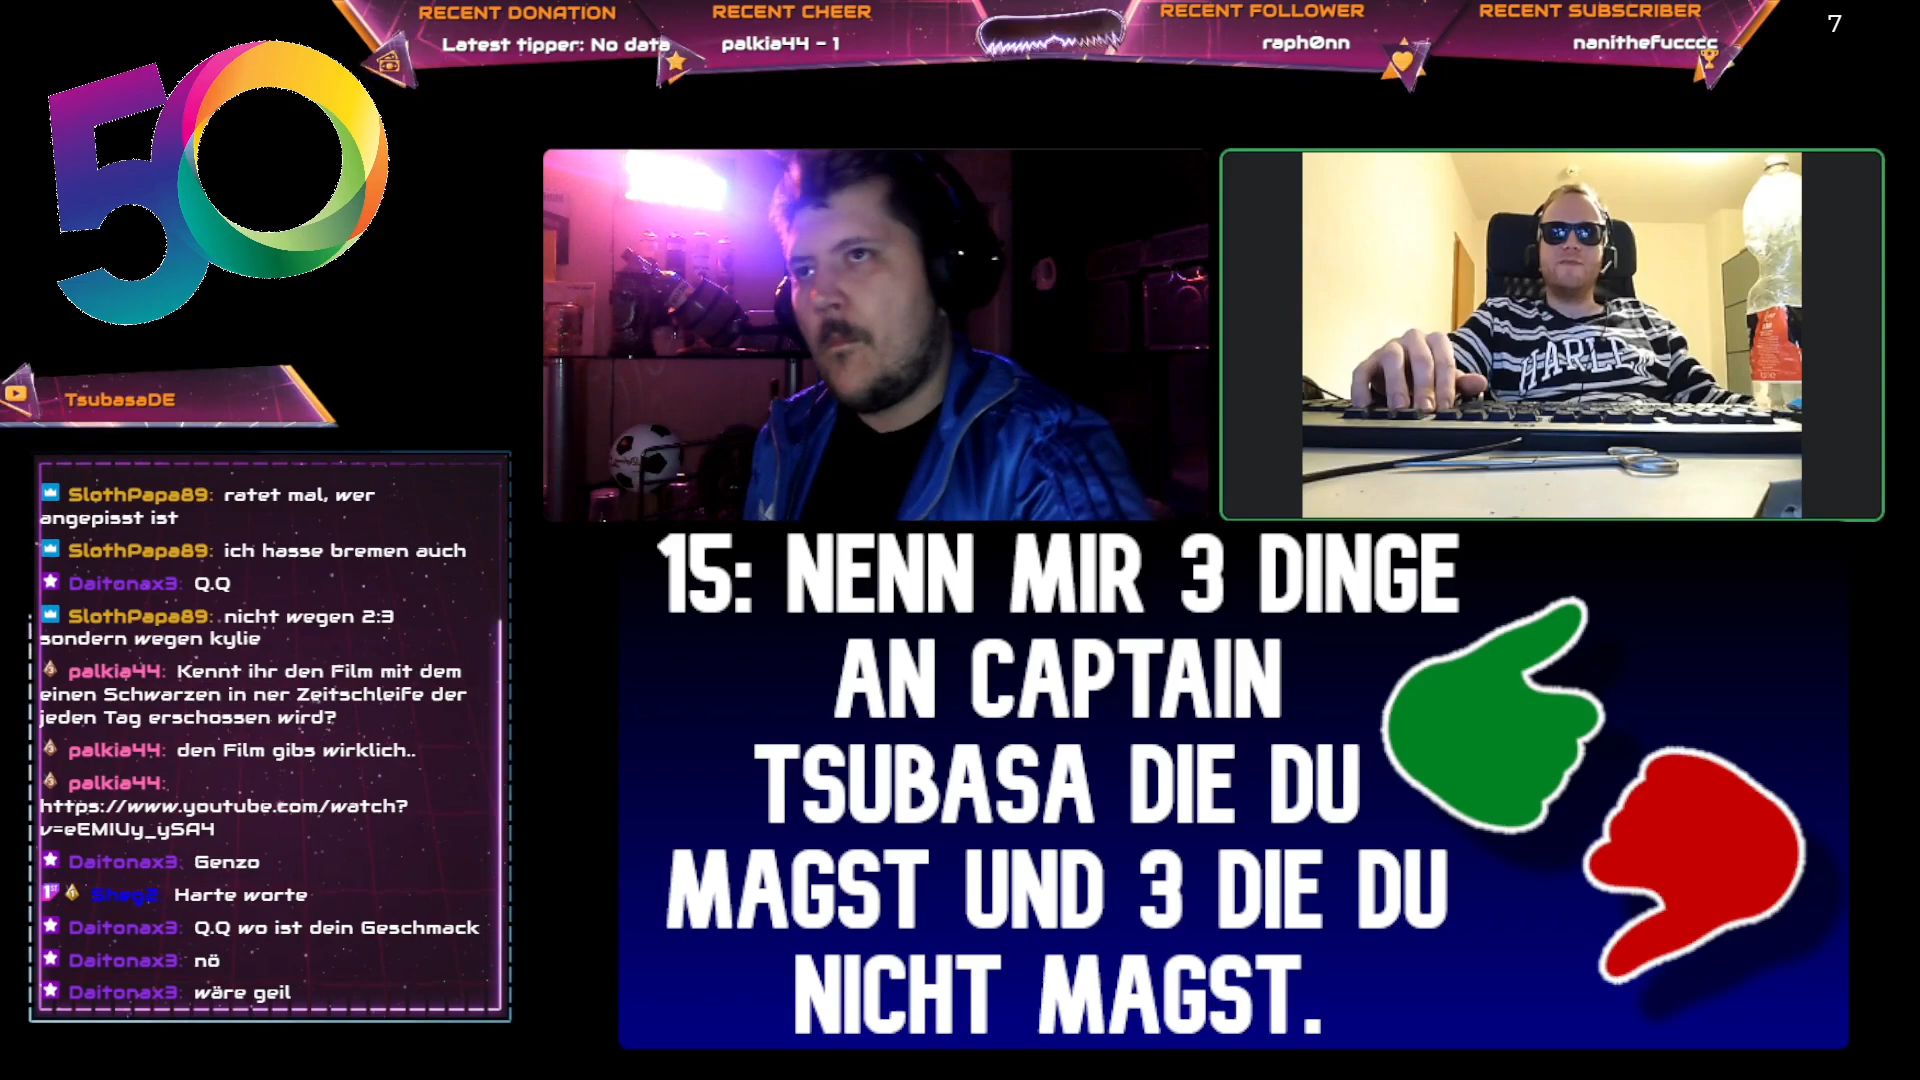 RECENT DONATION
Latest tipper: No data
RECENT CHEER
palkia44 - 1
RECENT FOLLOWER
raph0nn
RECENT SUBSCRIBER
nanithefucccc
7
50
TsubasaDE
SlothPapa89: ratet mal, wer
angepisst ist
SlothPapa89: ich hasse bremen auch
Daitonax3: Q.Q
SlothPapa89: nicht wegen 2:3
sondern wegen kylie
palkia44: Kennt ihr den Film mit dem
einen Schwarzen in ner Zeitschleife der
jeden Tag erschossen wird?
palkia44: den Film gibs wirklich..
palkia44:
https://www.youtube.com/watch?
v=eEMIUy_ySA4
Daitonax3: Genzo
Sheg2: Harte worte
Daitonax3: Q.Q wo ist dein Geschmack
Daitonax3: nö
Daitonax3: wäre geil
HARLEM
15: NENN MIR 3 DINGE
AN CAPTAIN
TSUBASA DIE DU
MAGST UND 3 DIE DU
NICHT MAGST.